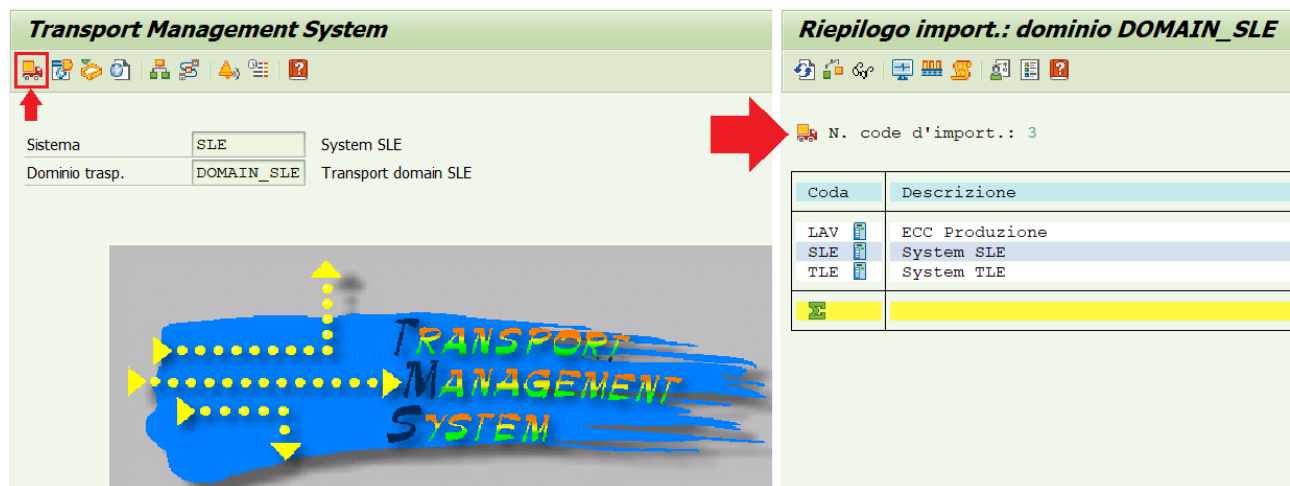 Transport Management System
Sistema SLE System SLE
Dominio trasp. DOMAIN_SLE Transport domain SLE
TRANSPORT
MANAGEMENT
SYSTEM
Riepilogo import.: dominio DOMAIN_SLE
N. code d'import.: 3
Coda Descrizione
LAV ECC Produzione
SLE System SLE
TLE System TLE